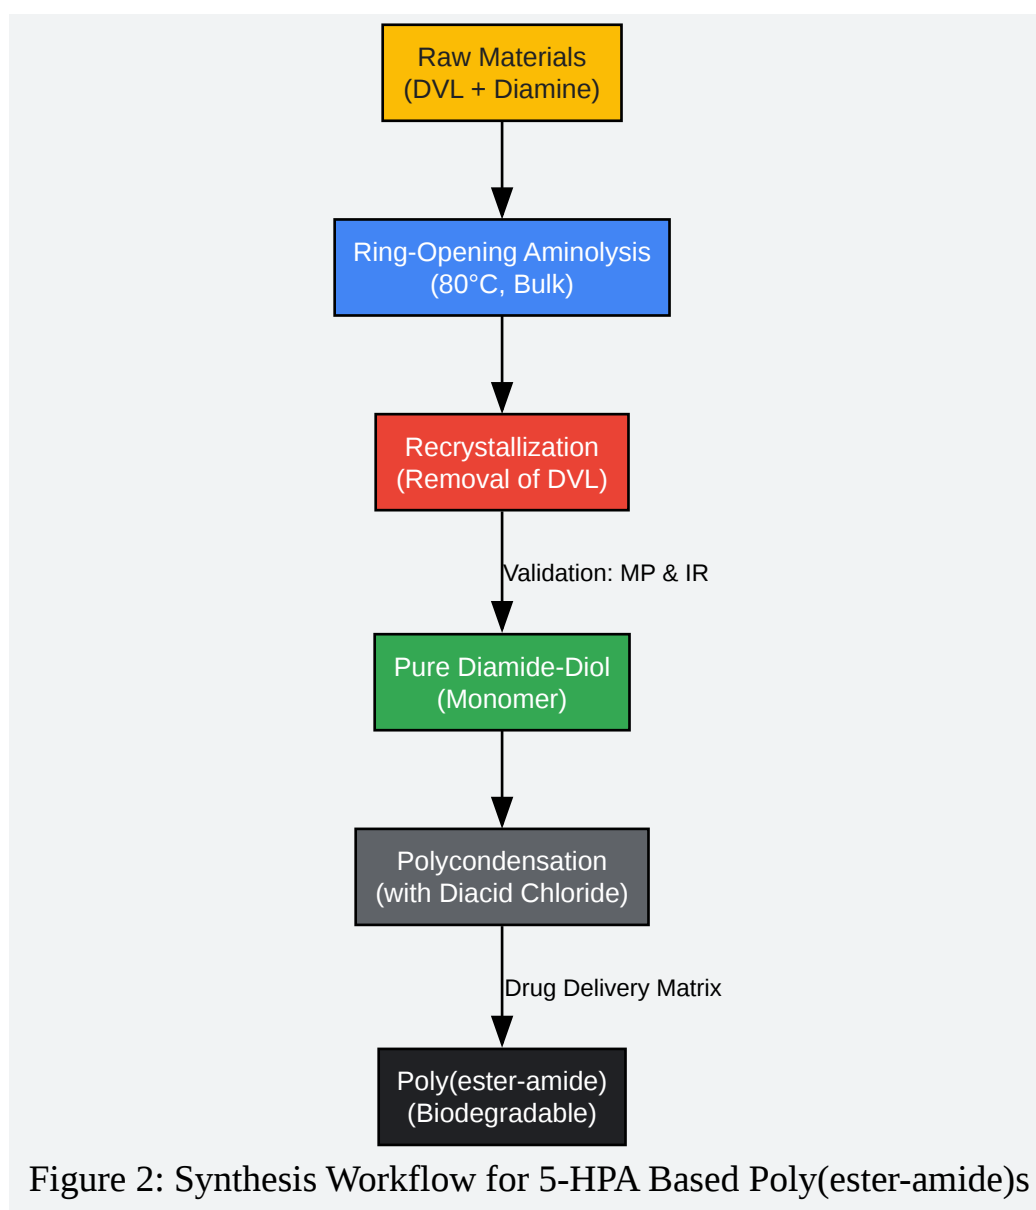 Raw Materials
(DVL + Diamine)
Ring-Opening Aminolysis
(80°C, Bulk)
Recrystallization
(Removal of DVL)
Validation: MP & IR
Pure Diamide-Diol
(Monomer)
Polycondensation
(with Diacid Chloride)
Drug Delivery Matrix
Poly(ester-amide)
(Biodegradable)
Figure 2: Synthesis Workflow for 5-HPA Based Poly(ester-amide)s